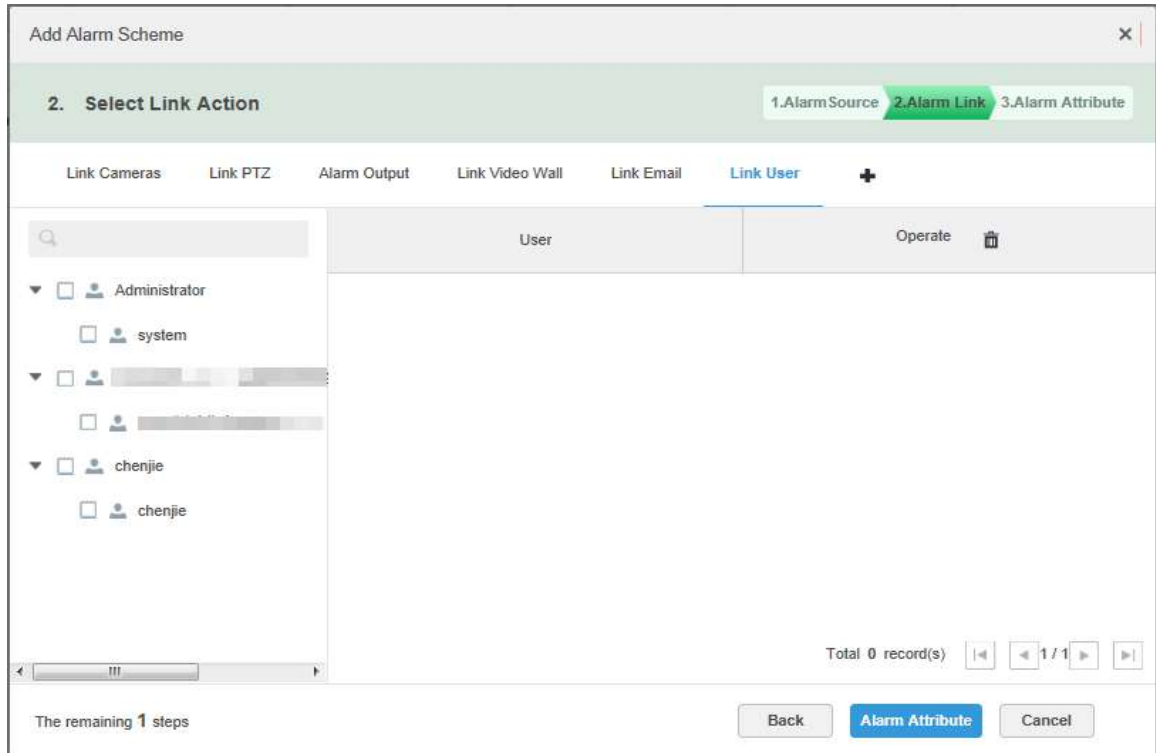 Add Alarm Scheme
2. Select Link Action
1.AlarmSource 2.Alarm Link 3.Alarm Attribute
Link Cameras Link PTZ Alarm Output Link Video Wall Link Email Link User
User Operate
Administrator
system
chenjie
chenjie
Total 0 record(s) 1 / 1
The remaining 1 steps Back Alarm Attribute Cancel